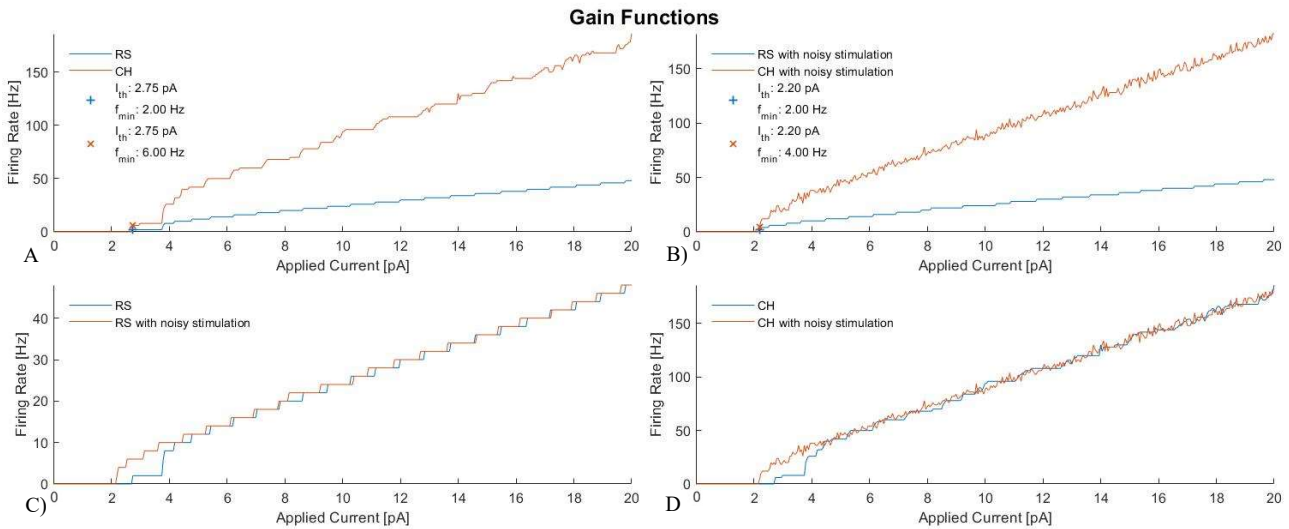 Gain Functions
RS
CH
I_th: 2.75 pA
f_min: 2.00 Hz
I_th: 2.75 pA
f_min: 6.00 Hz
Firing Rate [Hz]
150
100
50
0
0 2 4 6 8 10 12 14 16 18 20
Applied Current [pA]
A
RS with noisy stimulation
CH with noisy stimulation
I_th: 2.20 pA
f_min: 2.00 Hz
I_th: 2.20 pA
f_min: 4.00 Hz
Firing Rate [Hz]
150
100
50
0
0 2 4 6 8 10 12 14 16 18 20
Applied Current [pA]
B)
RS
RS with noisy stimulation
Firing Rate [Hz]
40
30
20
10
0
0 2 4 6 8 10 12 14 16 18 20
Applied Current [pA]
C)
CH
CH with noisy stimulation
Firing Rate [Hz]
150
100
50
0
0 2 4 6 8 10 12 14 16 18 20
Applied Current [pA]
D